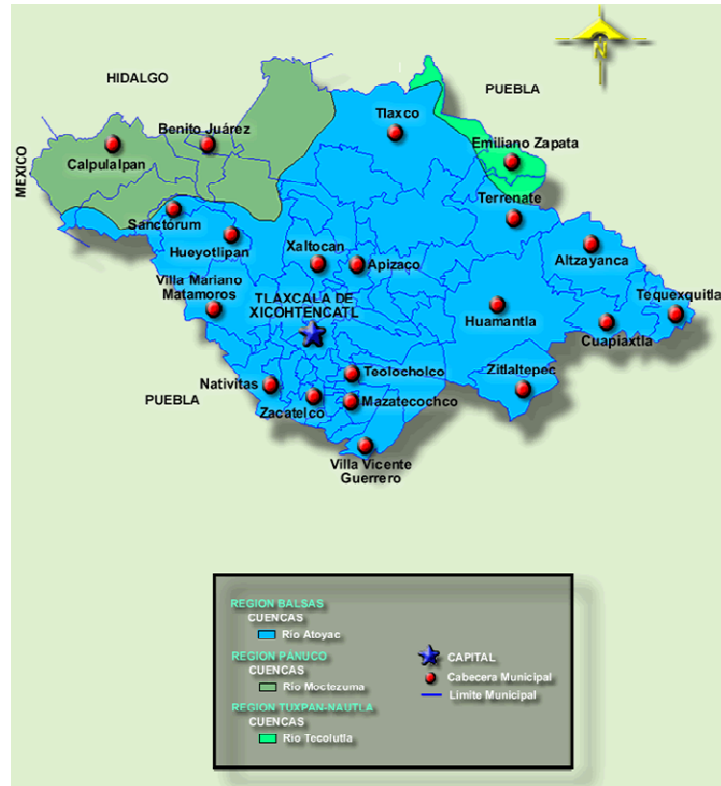 N
HIDALGO
PUEBLA
MEXICO
Tlaxco
Benito Juárez
Calpulalpan
Emiliano Zapata
Terrenate
Sanctorum
Hueyotlipan
Xaltocan
Apizaco
Altzayanca
Villa Mariano
Matamoros
TLAXCALA DE
XICOHTENCATL
Tequexquitla
Huamantla
Cuapiaxtla
Teolocholco
Zitlaltepec
Nativitas
PUEBLA
Zacatelco
Mazatecochco
Villa Vicente
Guerrero
REGION BALSAS
CUENCAS
Río Atoyac
REGION PANUCO
CUENCAS
Río Moctezuma
REGION TUXPAN-NAUTLA
CUENCAS
Río Tecolutla
CAPITAL
Cabecera Municipal
Límite Municipal